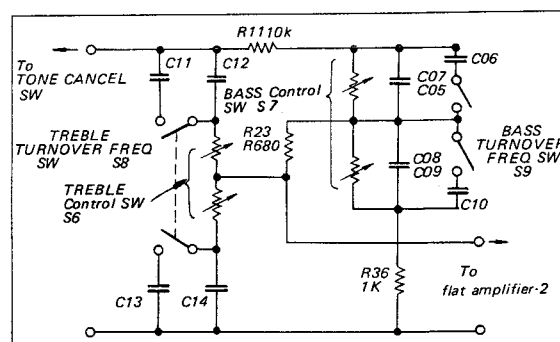 R1110k
C11
C12
C06
To
TONE CANCEL
SW
BASS Control
SW S7
C07
C05
TREBLE
TURNOVER FREQ
SW S8
R23
R680
BASS
TURNOVER
FREQ SW
S9
TREBLE
Control SW
S6
C08
C09
C10
C13
C14
R36
1K
To
flat amplifier-2